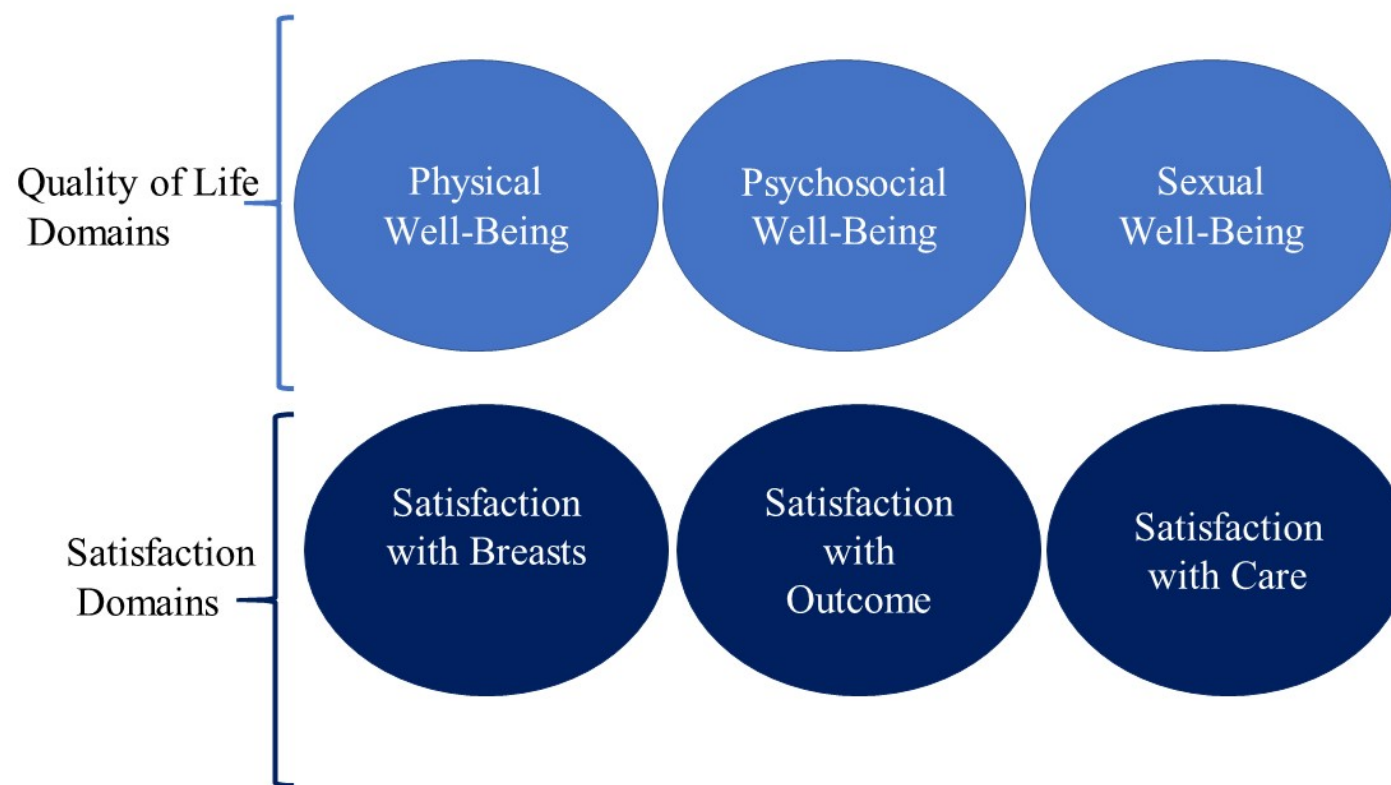 Quality of Life
Domains
Physical
Well-Being
Psychosocial
Well-Being
Sexual
Well-Being
Satisfaction
Domains
Satisfaction
with Breasts
Satisfaction
with
Outcome
Satisfaction
with Care